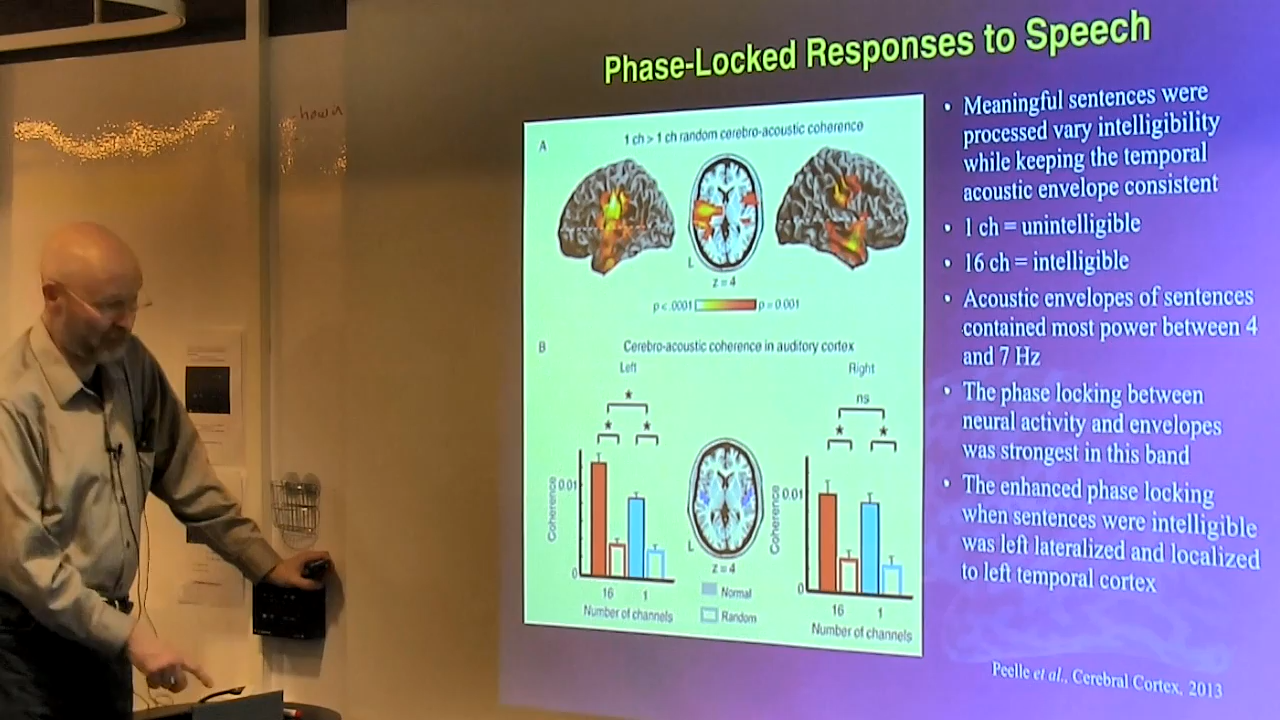 how in
Phase-Locked Responses to Speech
A
1 ch > 1 ch random cerebro-acoustic coherence
L
z = 4
p < .0001
p = 0.001
B
Cerebro-acoustic coherence in auditory cortex
Left
Right
*
ns
* *
* *
Coherence
0.01
0
16 1
Number of channels
L
z = 4
Normal
Random
Coherence
0.01
0
16 1
Number of channels
• Meaningful sentences were
processed vary intelligibility
while keeping the temporal
acoustic envelope consistent
• 1 ch = unintelligible
• 16 ch = intelligible
• Acoustic envelopes of sentences
contained most power between 4
and 7 Hz
• The phase locking between
neural activity and envelopes
was strongest in this band
• The enhanced phase locking
when sentences were intelligible
was left lateralized and localized
to left temporal cortex
Peelle et al., Cerebral Cortex, 2013